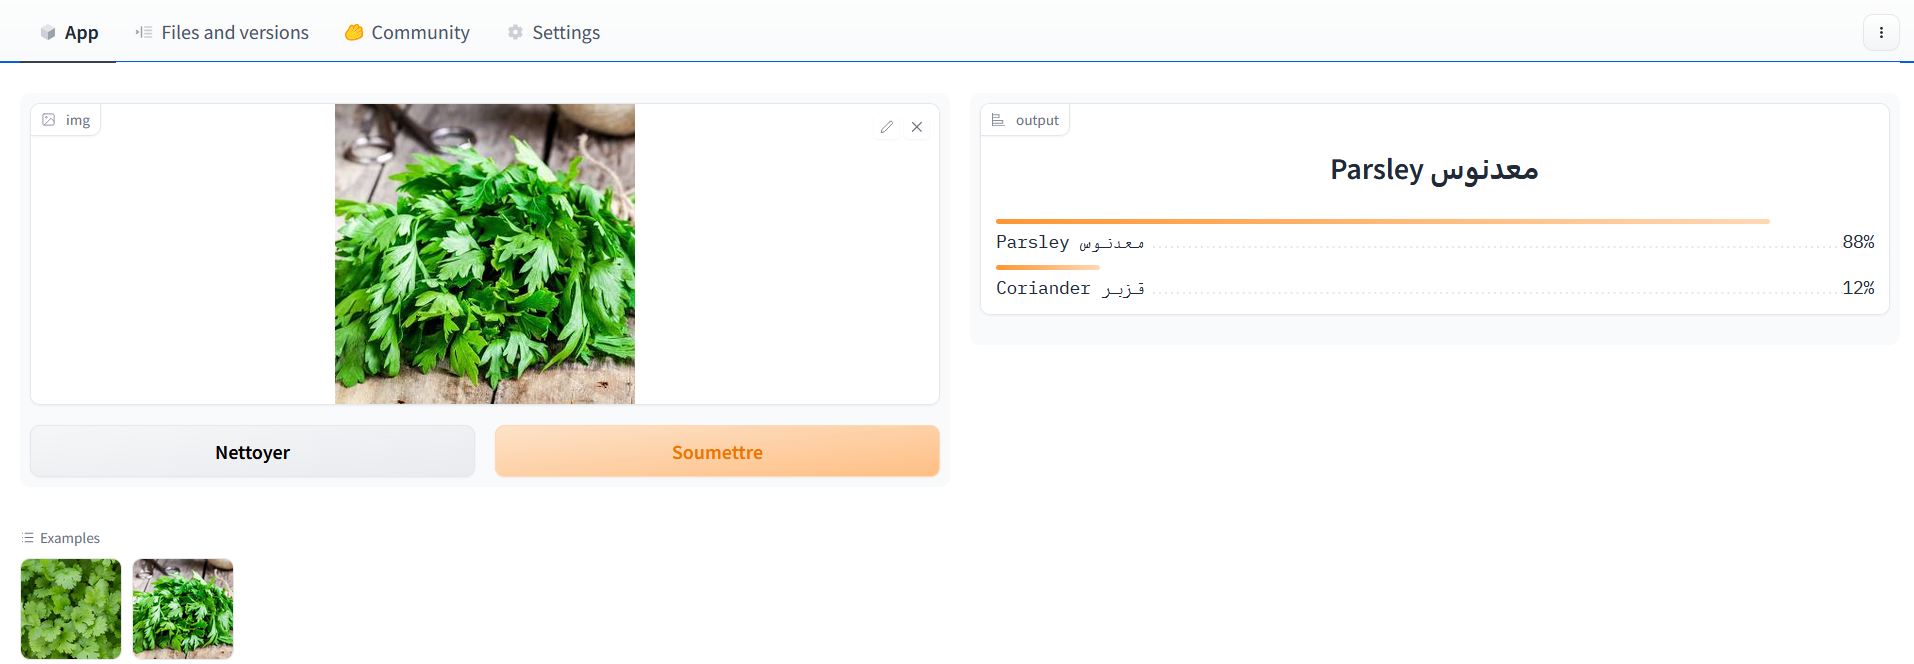 App
Files and versions
Community
Settings
img
output
Parsley معدنوس
Parsley معدنوس 88%
Coriander قزبر 12%
Nettoyer
Soumettre
Examples